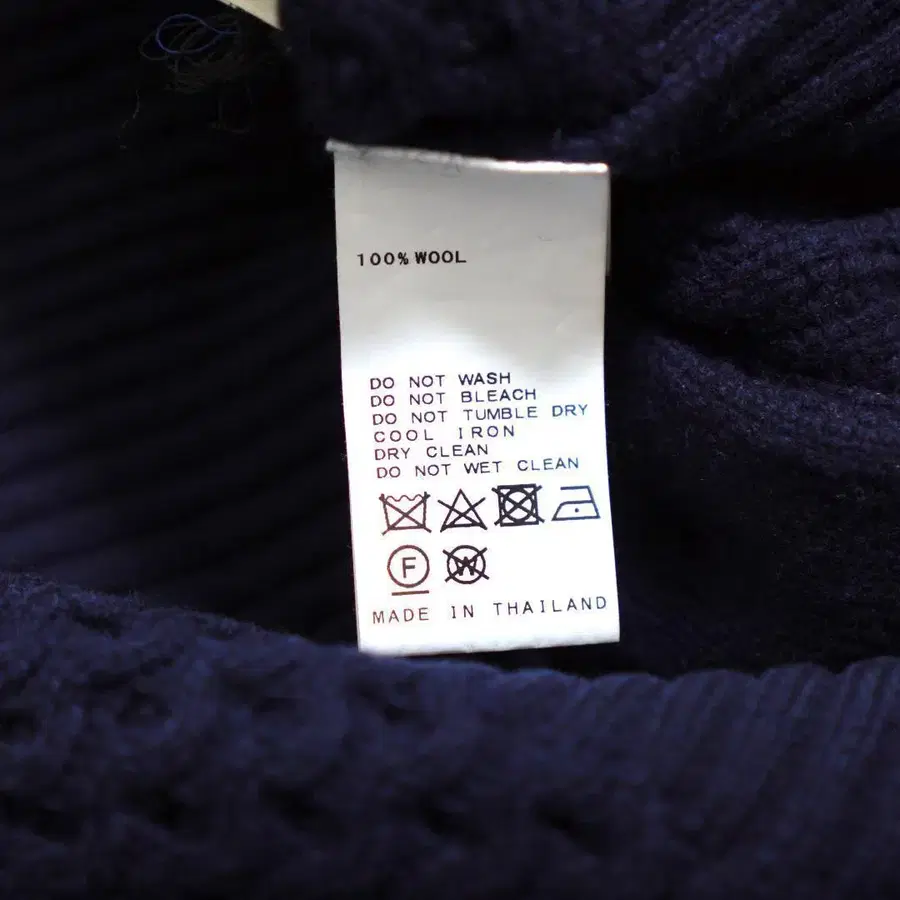 100% WOOL
DO NOT WASH
DO NOT BLEACH
DO NOT TUMBLE DRY
COOL IRON
DRY CLEAN
DO NOT WET CLEAN
F W
MADE IN THAILAND